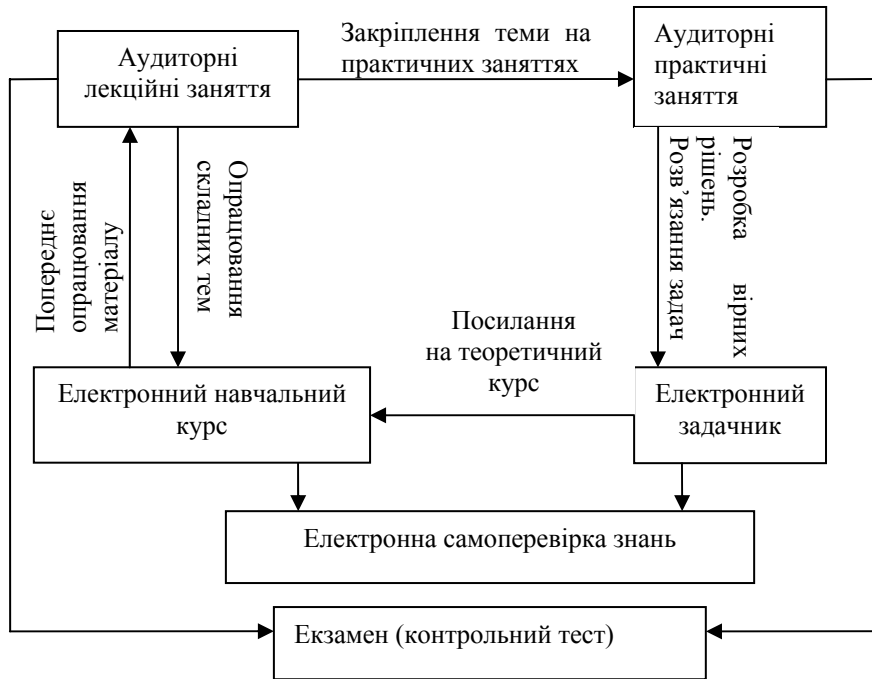 Аудиторні
лекційні заняття
Закріплення теми на
практичних заняттях
Аудиторні
практичні
заняття
Попереднє
опрацювання
матеріалу
Опрацювання
складних тем
Розробка вірних
рішень.
Розв’язання задач
Посилання
на теоретичний
курс
Електронний навчальний
курс
Електронний
задачник
Електронна самоперевірка знань
Екзамен (контрольний тест)